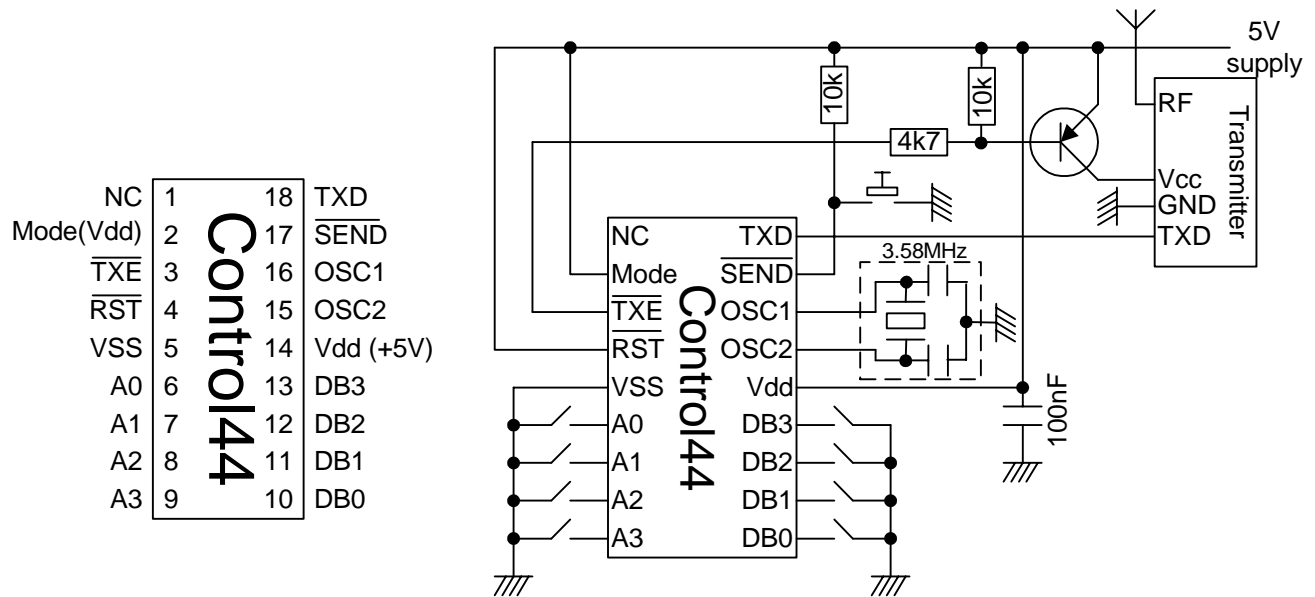 NC 1 18 TXD
Mode(Vdd) 2 17 SEND
TXE 3 16 OSC1
RST 4 15 OSC2
VSS 5 14 Vdd (+5V)
A0 6 13 DB3
A1 7 12 DB2
A2 8 11 DB1
A3 9 10 DB0
Control44
5V
supply
10k
10k
4k7
RF
Vcc
GND
TXD
Transmitter
NC TXD
Mode SEND
TXE OSC1
RST OSC2
VSS Vdd
A0 DB3
A1 DB2
A2 DB1
A3 DB0
Control44
3.58MHz
100nF